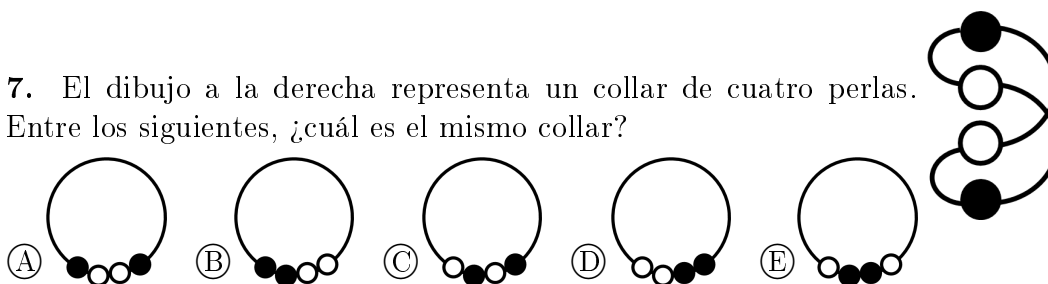 7. El dibujo a la derecha representa un collar de cuatro perlas.
Entre los siguientes, ¿cuál es el mismo collar?
A B C D E